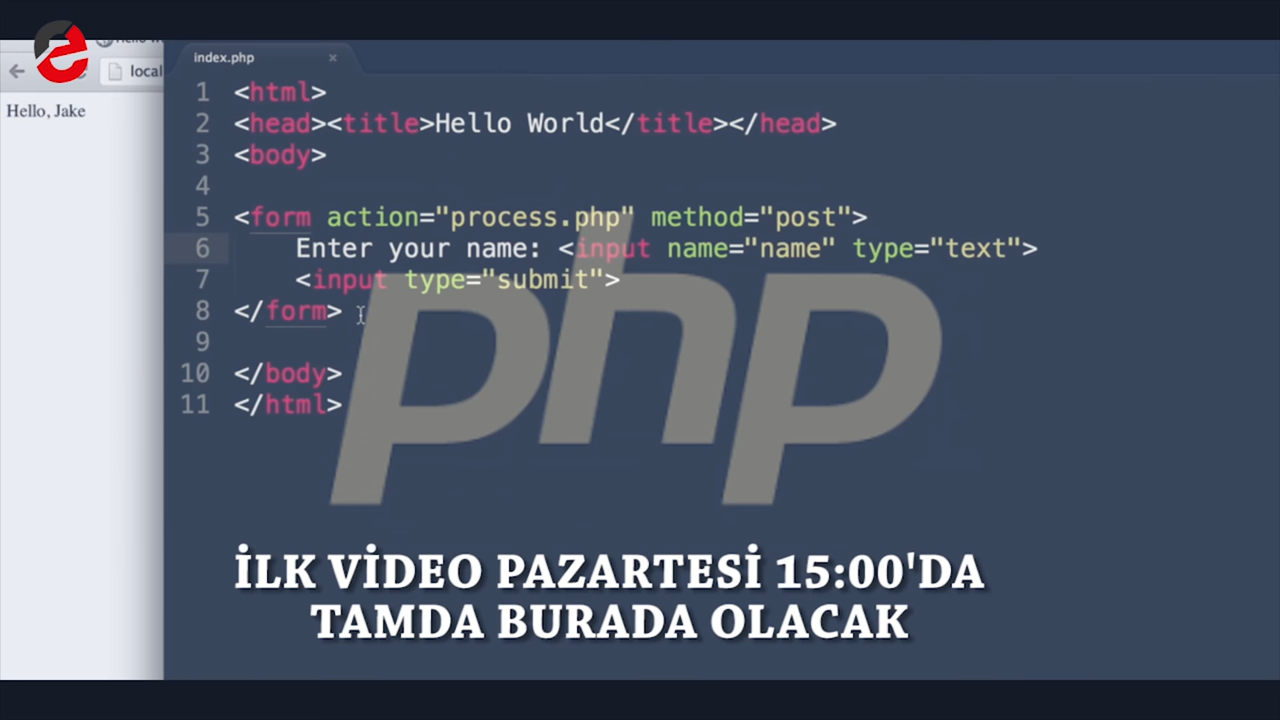 index.php
local
Hello, Jake
1 <html>
2 <head><title>Hello World</title></head>
3 <body>
4
5 <form action="process.php" method="post">
6     Enter your name: <input name="name" type="text">
7     <input type="submit">
8 </form>
9
10 </body>
11 </html>
php
İLK VİDEO PAZARTESİ 15:00'DA
TAMDA BURADA OLACAK